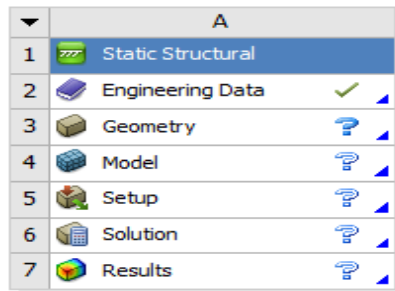 A
1 Static Structural
2 Engineering Data
3 Geometry ?
4 Model ?
5 Setup ?
6 Solution ?
7 Results ?